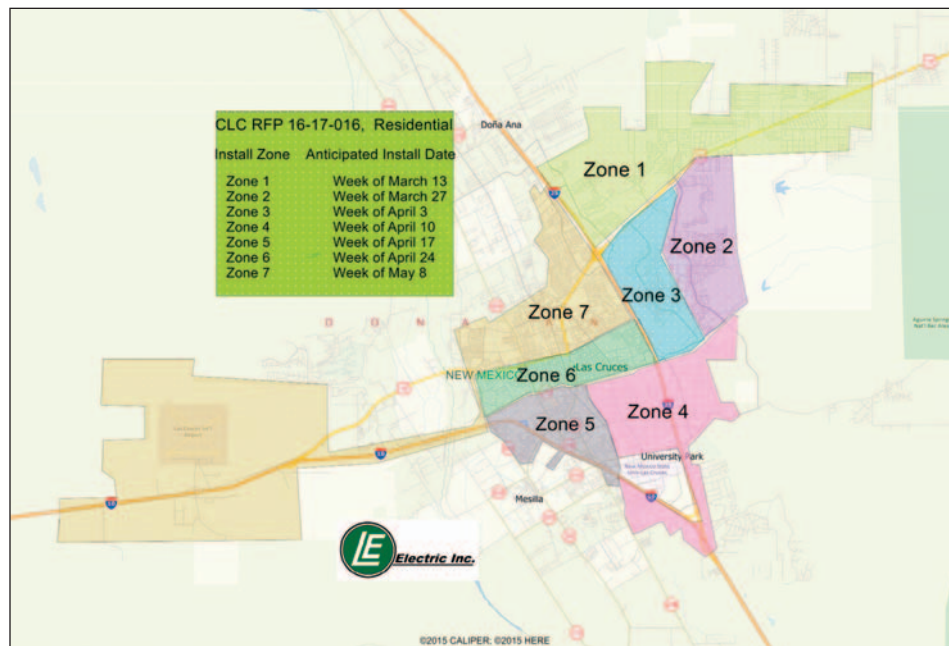 CLC RFP 16-17-016, Residential
Install Zone Anticipated Install Date
Zone 1 Week of March 13
Zone 2 Week of March 27
Zone 3 Week of April 3
Zone 4 Week of April 10
Zone 5 Week of April 17
Zone 6 Week of April 24
Zone 7 Week of May 8
Doña Ana
Zone 1
Zone 2
Zone 3
Zone 7
D O N A A N
Las Cruces
NEW MEXICO
Zone 6
Zone 4
Zone 5
University Park
Mesilla
LE Electric Inc.
©2015 CALIPER; ©2015 HERE